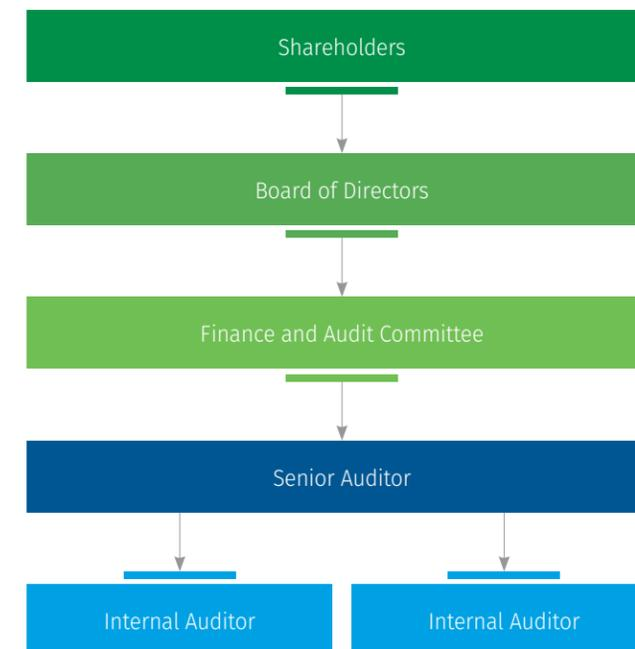 Shareholders
Board of Directors
Finance and Audit Committee
Senior Auditor
Internal Auditor
Internal Auditor